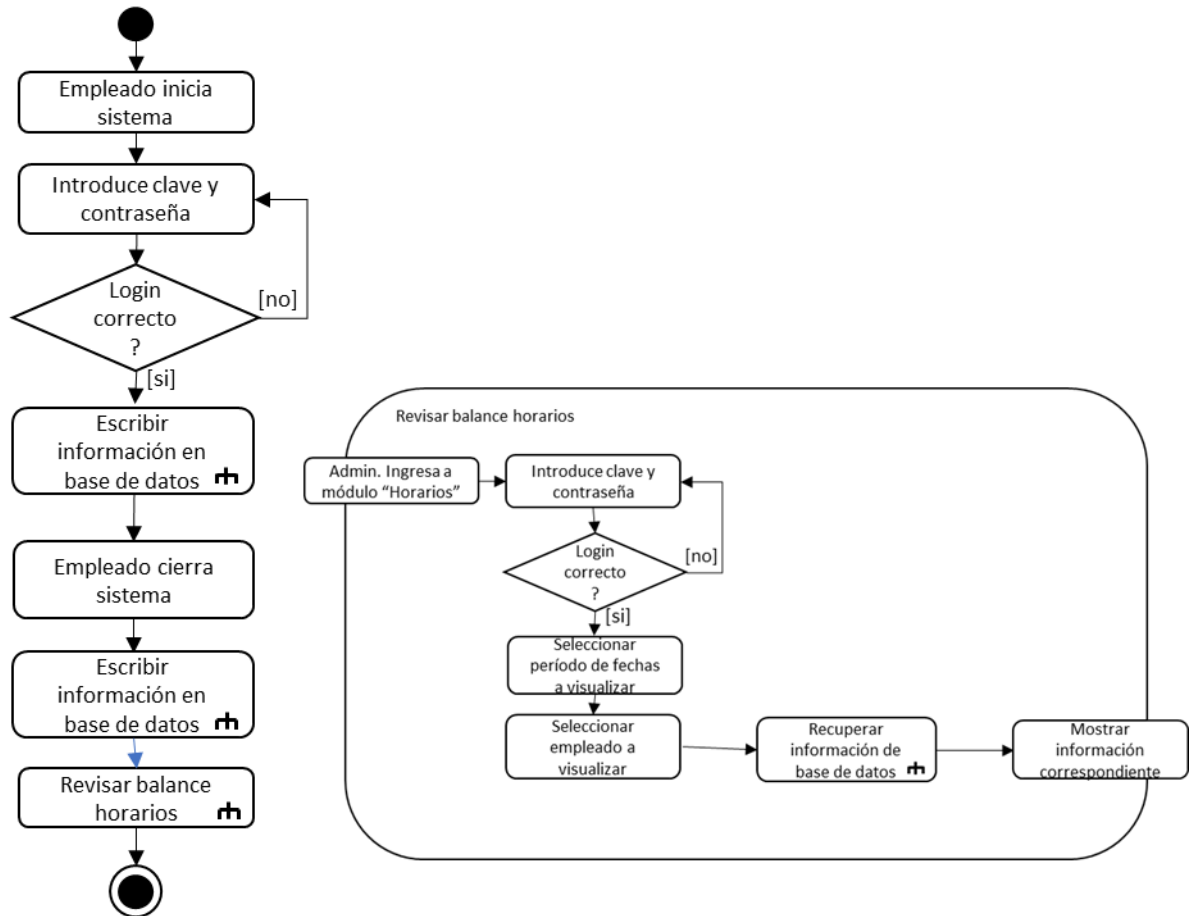 Empleado inicia
sistema
Introduce clave y
contraseña
Login
correcto
?
[no]
[si]
Escribir
información en
base de datos
Empleado cierra
sistema
Escribir
información en
base de datos
Revisar balance
horarios
Revisar balance horarios
Admin. Ingresa a
módulo “Horarios”
Introduce clave y
contraseña
Login
correcto
?
[no]
[si]
Seleccionar
período de fechas
a visualizar
Seleccionar
empleado a
visualizar
Recuperar
información de
base de datos
Mostrar
información
correspondiente